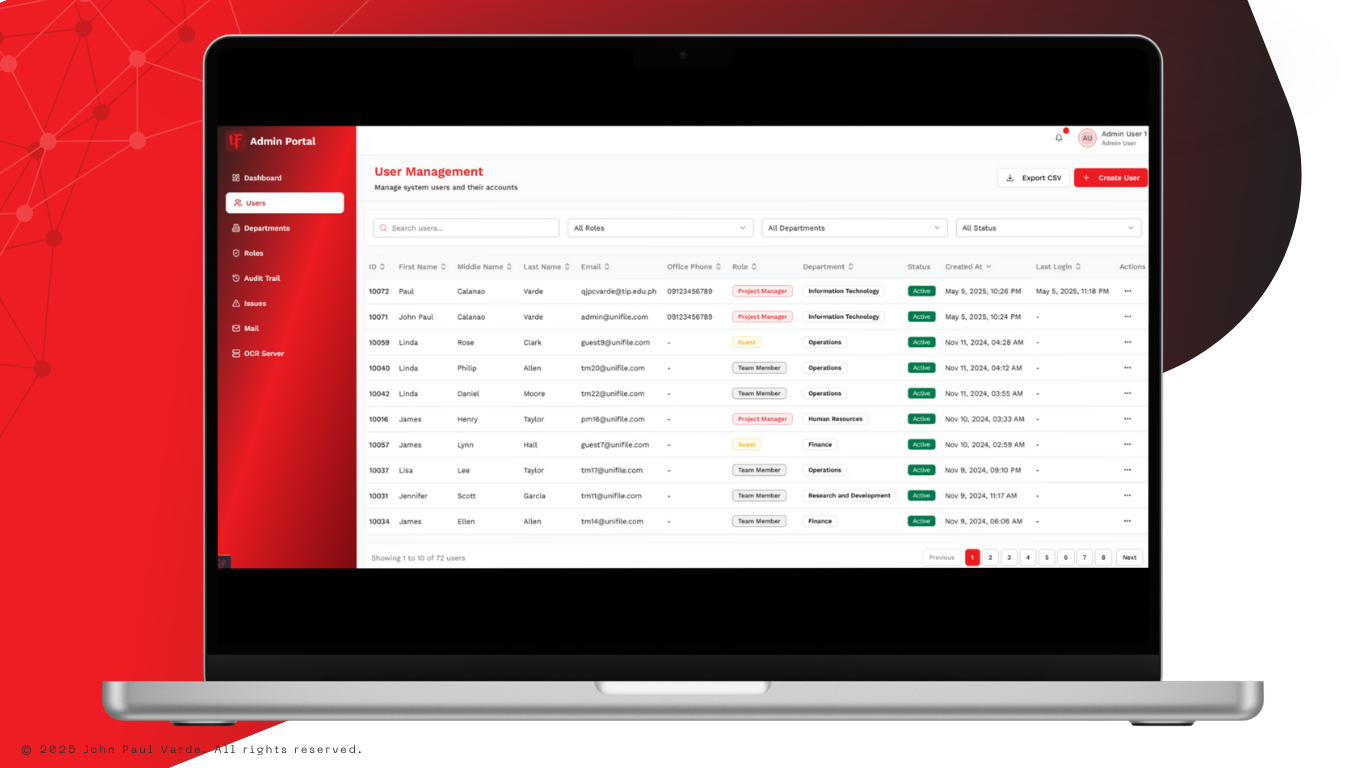 Admin Portal
Dashboard
Users
Departments
Roles
Audit Trail
Issues
Mail
OCR Server
AU
Admin User 1
Admin User
User Management
Manage system users and their accounts
Export CSV
+ Create User
Search users...
All Roles
All Departments
All Status
ID First Name Middle Name Last Name Email Office Phone Role Department Status Created At Last Login Actions
10072 Paul Calanao Varde qjpcvarde@tip.edu.ph 09123456789 Project Manager Information Technology Active May 5, 2025, 10:26 PM May 5, 2025, 11:18 PM ...
10071 John Paul Calanao Varde admin@unifile.com 09123456789 Project Manager Information Technology Active May 5, 2025, 10:24 PM - ...
10059 Linda Rose Clark guest9@unifile.com - Guest Operations Active Nov 11, 2024, 04:28 AM - ...
10040 Linda Philip Allen tm20@unifile.com - Team Member Operations Active Nov 11, 2024, 04:12 AM - ...
10042 Linda Daniel Moore tm22@unifile.com - Team Member Operations Active Nov 11, 2024, 03:55 AM - ...
10016 James Henry Taylor pm16@unifile.com - Project Manager Human Resources Active Nov 10, 2024, 03:33 AM - ...
10057 James Lynn Hall guest7@unifile.com - Guest Finance Active Nov 10, 2024, 02:59 AM - ...
10037 Lisa Lee Taylor tm17@unifile.com - Team Member Operations Active Nov 9, 2024, 09:10 PM - ...
10031 Jennifer Scott Garcia tm11@unifile.com - Team Member Research and Development Active Nov 9, 2024, 11:17 AM - ...
10034 James Ellen Allen tm14@unifile.com - Team Member Finance Active Nov 9, 2024, 06:06 AM - ...
Showing 1 to 10 of 72 users
Previous 1 2 3 4 5 6 7 8 Next
© 2025 John Paul Varde. All rights reserved.